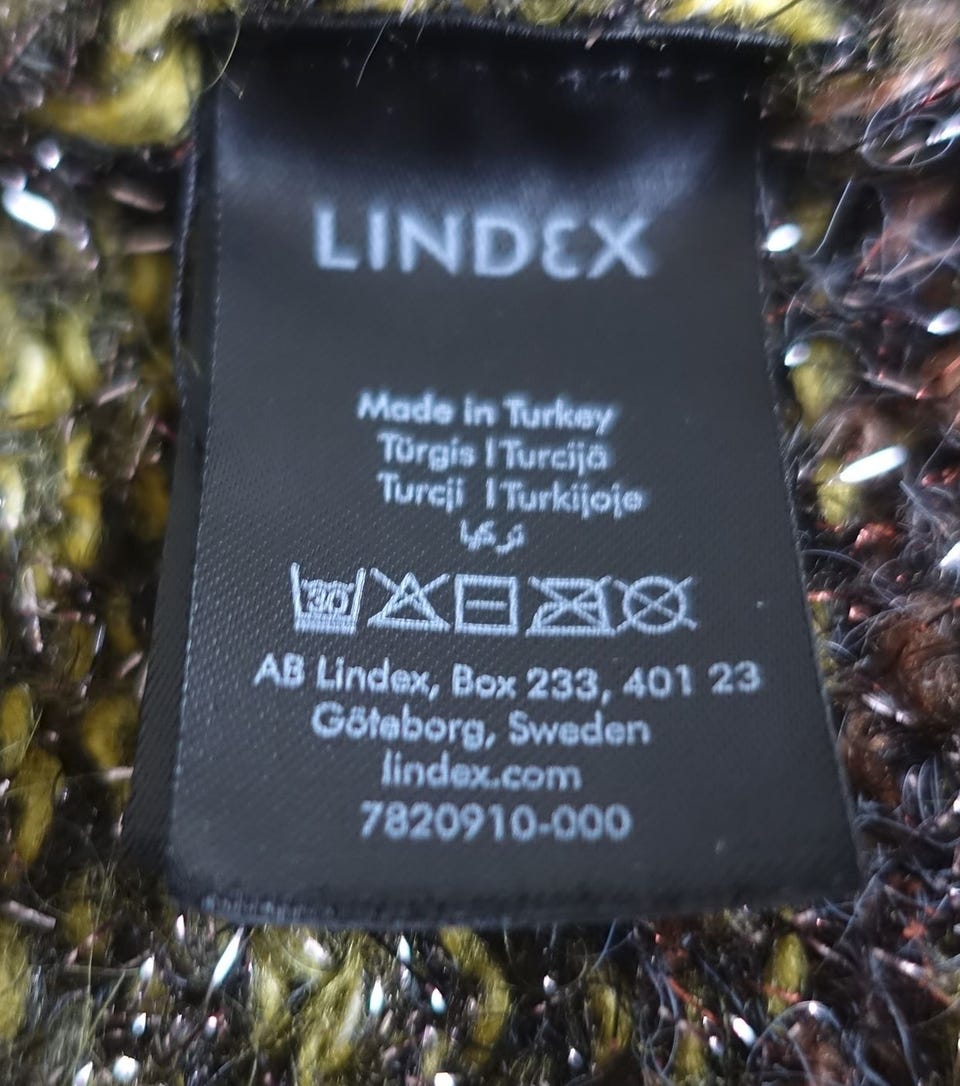 LINDEX
Made in Turkey
Türgis | Turcijā
Turcji | Turkijoje
تركيا
30
AB Lindex, Box 233, 401 23
Göteborg, Sweden
lindex.com
7820910-000